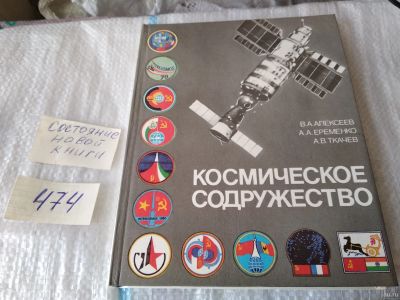 В.А.АЛЕКСЕЕВ
А.А.ЕРЕМЕНКО
А.В.ТКАЧЕВ
КОСМИЧЕСКОЕ
СОДРУЖЕСТВО
СОСТОЯНИЕ
НОВОЙ
КНИГИ
474